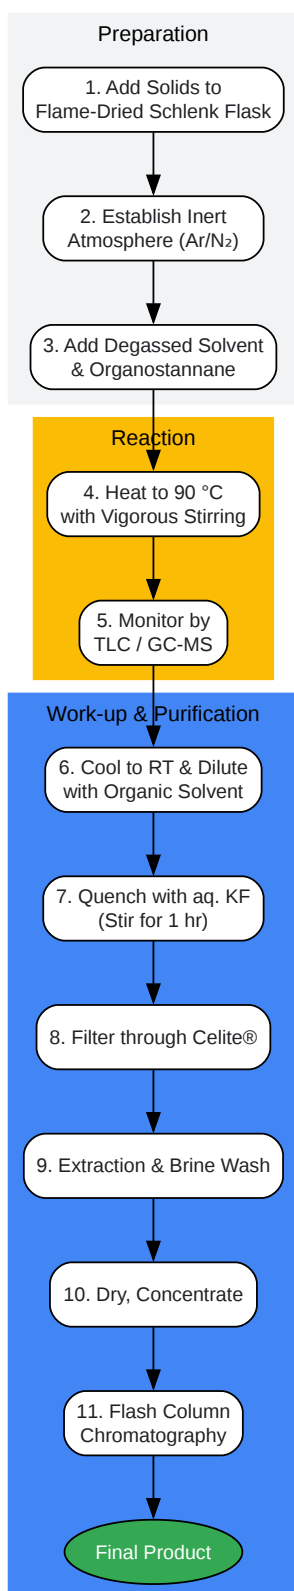 Preparation
1. Add Solids to
Flame-Dried Schlenk Flask
2. Establish Inert
Atmosphere (Ar/N₂)
3. Add Degassed Solvent
& Organostannane
Reaction
4. Heat to 90 °C
with Vigorous Stirring
5. Monitor by
TLC / GC-MS
Work-up & Purification
6. Cool to RT & Dilute
with Organic Solvent
7. Quench with aq. KF
(Stir for 1 hr)
8. Filter through Celite®
9. Extraction & Brine Wash
10. Dry, Concentrate
11. Flash Column
Chromatography
Final Product